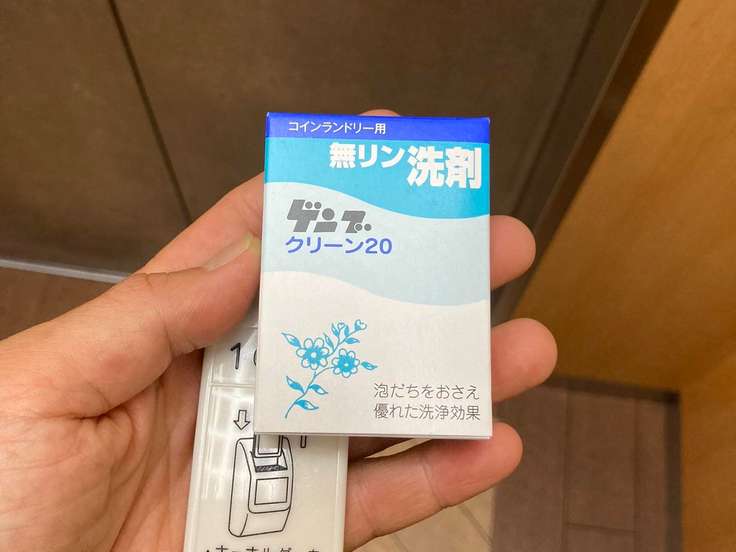 コインランドリー用
無リン洗剤
ゲンブ
クリーン20
泡だちをおさえ
優れた洗浄効果
1